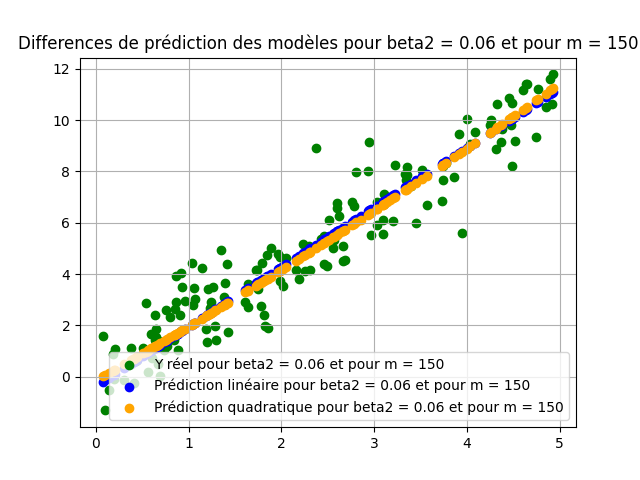 Differences de prédiction des modèles pour beta2 = 0.06 et pour m = 150
12
10
8
6
4
2
0
Y réel pour beta2 = 0.06 et pour m = 150
Prédiction linéaire pour beta2 = 0.06 et pour m = 150
Prédiction quadratique pour beta2 = 0.06 et pour m = 150
0 1 2 3 4 5